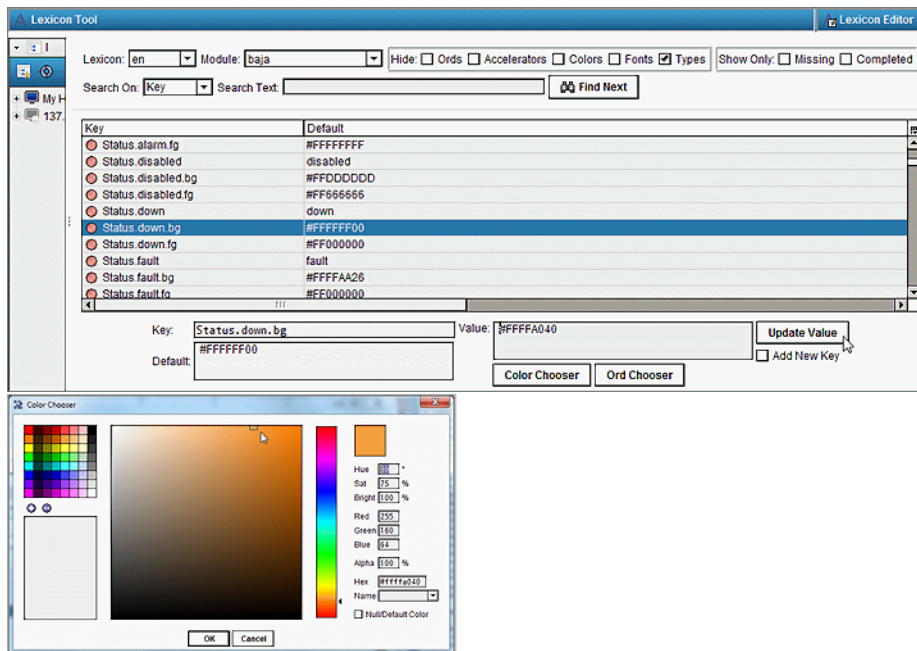 Lexicon Tool Lexicon Editor
Lexicon: en Module: baja Hide: Ords Accelerators Colors Fonts Types Show Only: Missing Completed
Search On: Key Search Text: Find Next
My H
137.
Key Default
Status.alarm.fg #FFFFFFFF
Status.disabled disabled
Status.disabled.bg #FFDDDDDD
Status.disabled.fg #FF666666
Status.down down
Status.down.bg #FFFFFF00
Status.down.fg #FF000000
Status.fault fault
Status.fault.bg #FFFFAA26
Status.fault.fg #FF000000
Key: Status.down.bg Value: #FFFFA040 Update Value
Default: #FFFFFF00 Add New Key
Color Chooser Ord Chooser
Color Chooser
Hue °
Sat 75 %
Bright 100 %
Red 255
Green 160
Blue 64
Alpha 100 %
Hex #ffffa040
Name
Null/Default Color
OK Cancel